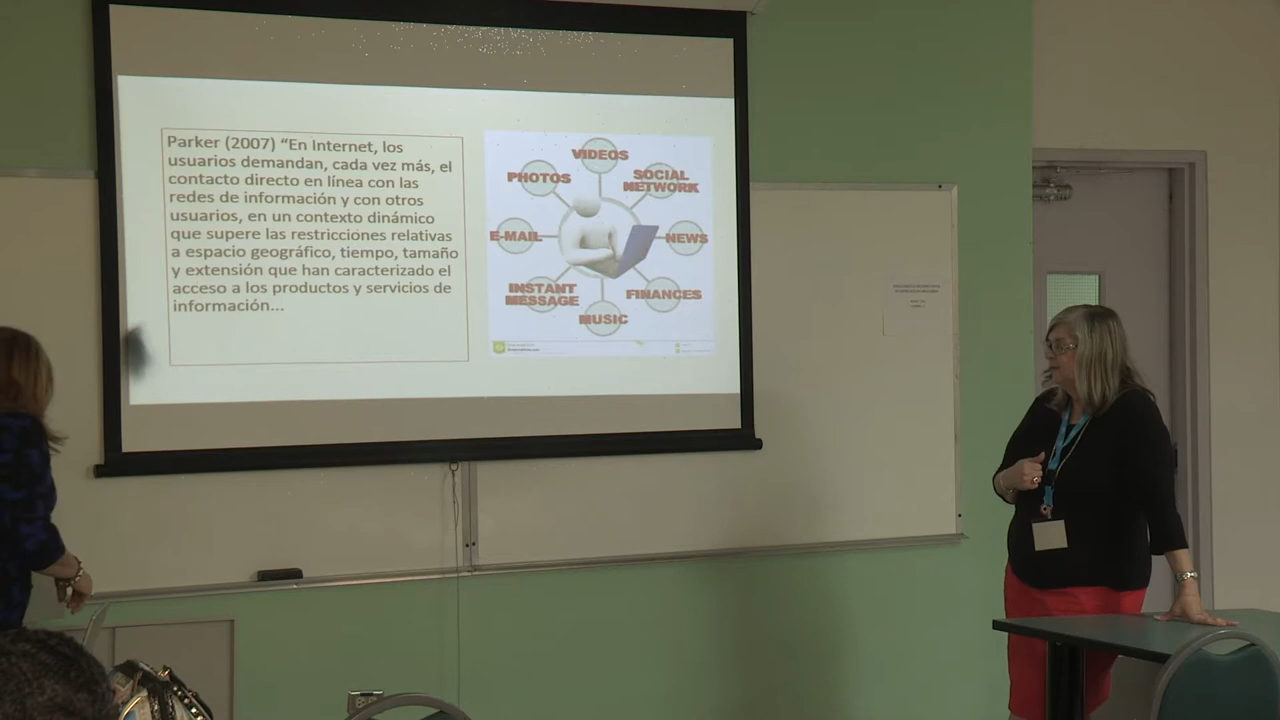 Parker (2007) “En Internet, los
usuarios demandan, cada vez más, el
contacto directo en línea con las
redes de información y con otros
usuarios, en un contexto dinámico
que supere las restricciones relativas
a espacio geográfico, tiempo, tamaño
y extensión que han caracterizado el
acceso a los productos y servicios de
información...
VIDEOS
PHOTOS
SOCIAL
NETWORK
E-MAIL
NEWS
INSTANT
MESSAGE
FINANCES
MUSIC